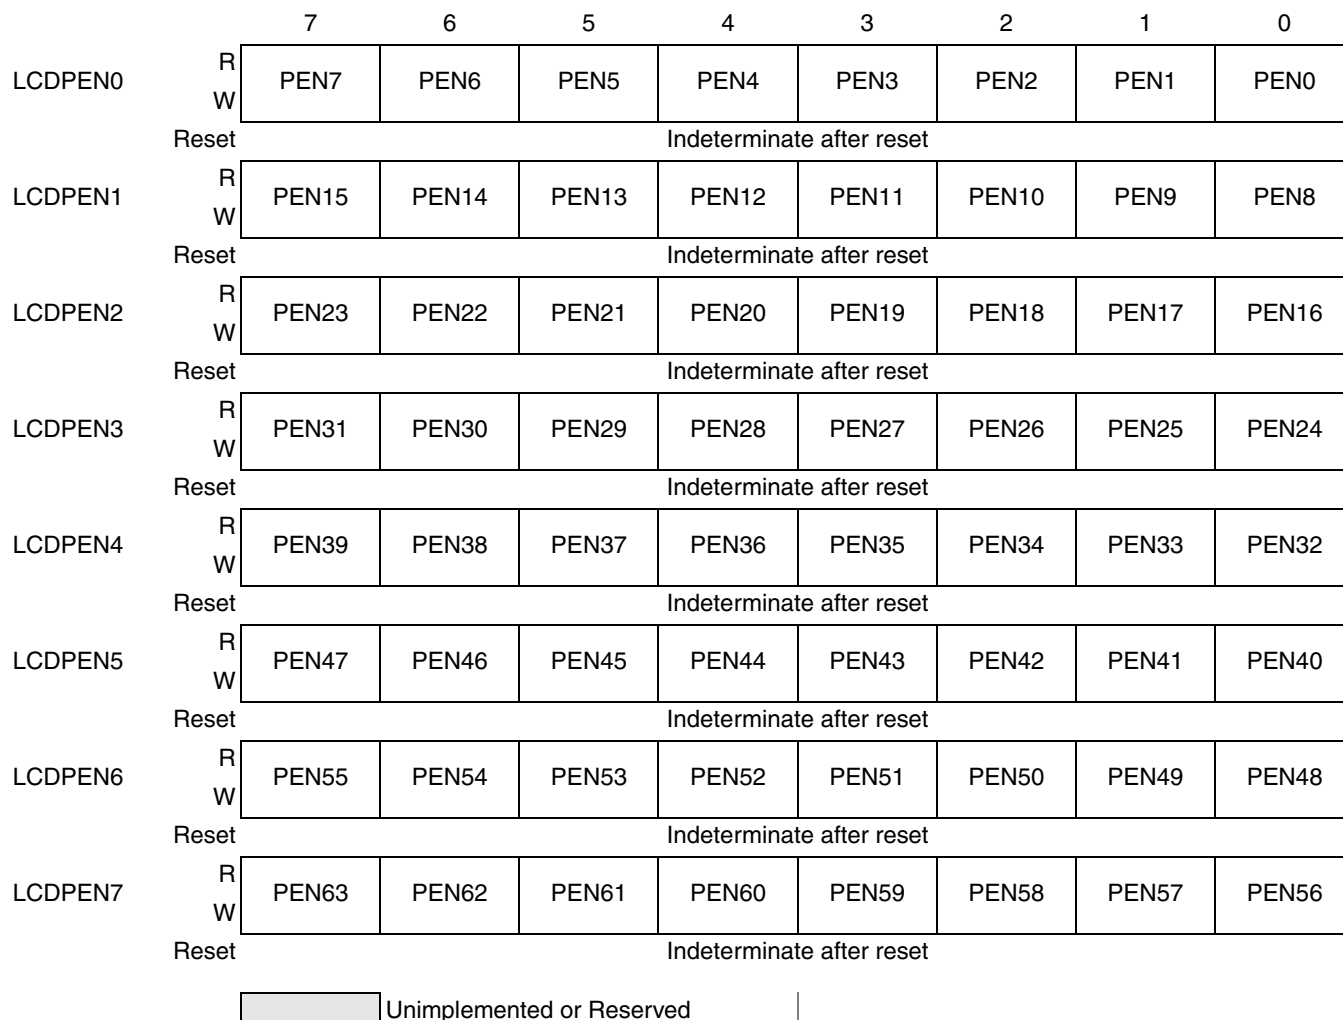 7 6 5 4 3 2 1 0
R
LCDPEN0 PEN7 PEN6 PEN5 PEN4 PEN3 PEN2 PEN1 PEN0
W
Reset Indeterminate after reset
R
LCDPEN1 PEN15 PEN14 PEN13 PEN12 PEN11 PEN10 PEN9 PEN8
W
Reset Indeterminate after reset
R
LCDPEN2 PEN23 PEN22 PEN21 PEN20 PEN19 PEN18 PEN17 PEN16
W
Reset Indeterminate after reset
R
LCDPEN3 PEN31 PEN30 PEN29 PEN28 PEN27 PEN26 PEN25 PEN24
W
Reset Indeterminate after reset
R
LCDPEN4 PEN39 PEN38 PEN37 PEN36 PEN35 PEN34 PEN33 PEN32
W
Reset Indeterminate after reset
R
LCDPEN5 PEN47 PEN46 PEN45 PEN44 PEN43 PEN42 PEN41 PEN40
W
Reset Indeterminate after reset
R
LCDPEN6 PEN55 PEN54 PEN53 PEN52 PEN51 PEN50 PEN49 PEN48
W
Reset Indeterminate after reset
R
LCDPEN7 PEN63 PEN62 PEN61 PEN60 PEN59 PEN58 PEN57 PEN56
W
Reset Indeterminate after reset
Unimplemented or Reserved